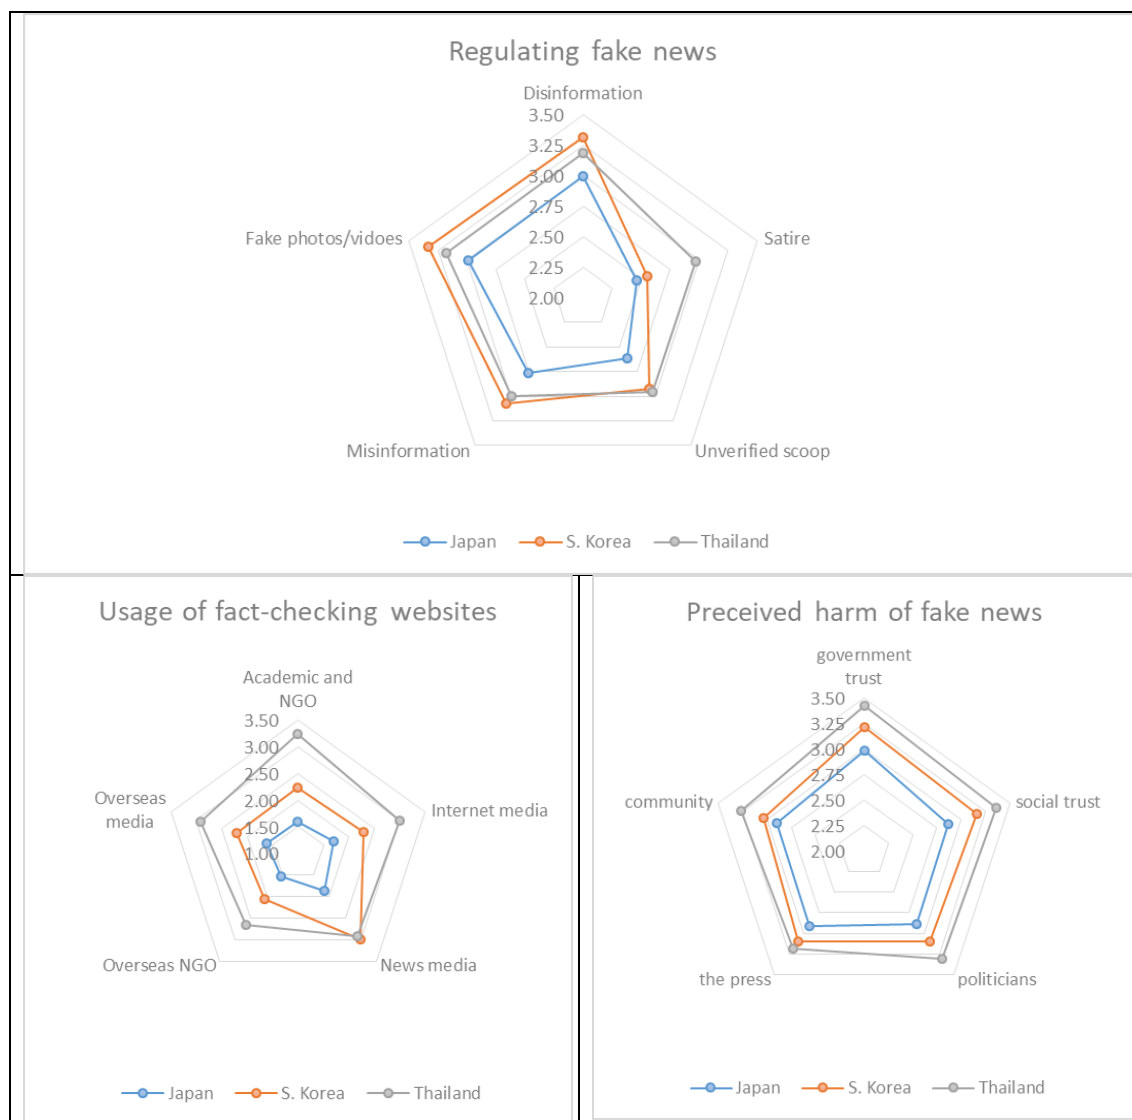 Regulating fake news
Disinformation
3.50
3.25
3.00
2.75
2.50
2.25
2.00
Fake photos/vidoes
Satire
Misinformation
Unverified scoop
Japan S. Korea Thailand
Usage of fact-checking websites
Academic and
NGO
3.50
3.00
2.50
2.00
1.50
1.00
Overseas
media
Internet media
Overseas NGO
News media
Japan S. Korea Thailand
Preceived harm of fake news
government
trust
3.50
3.25
3.00
2.75
2.50
2.25
2.00
community
social trust
the press
politicians
Japan S. Korea Thailand